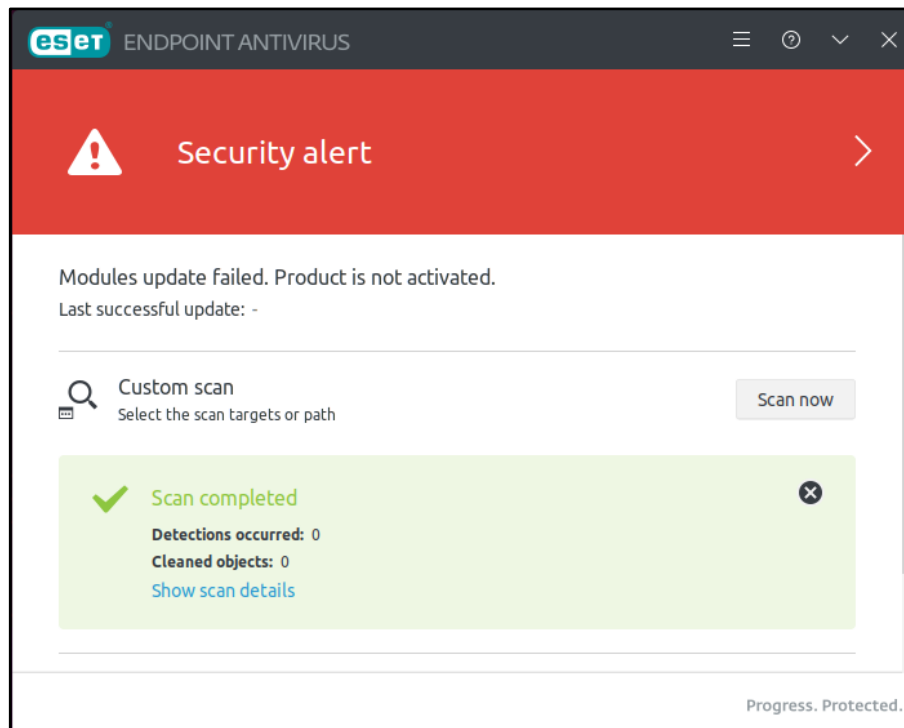 eset ENDPOINT ANTIVIRUS
Security alert
Modules update failed. Product is not activated.
Last successful update: -
Custom scan
Select the scan targets or path
Scan now
Scan completed
Detections occurred: 0
Cleaned objects: 0
Show scan details
Progress. Protected.